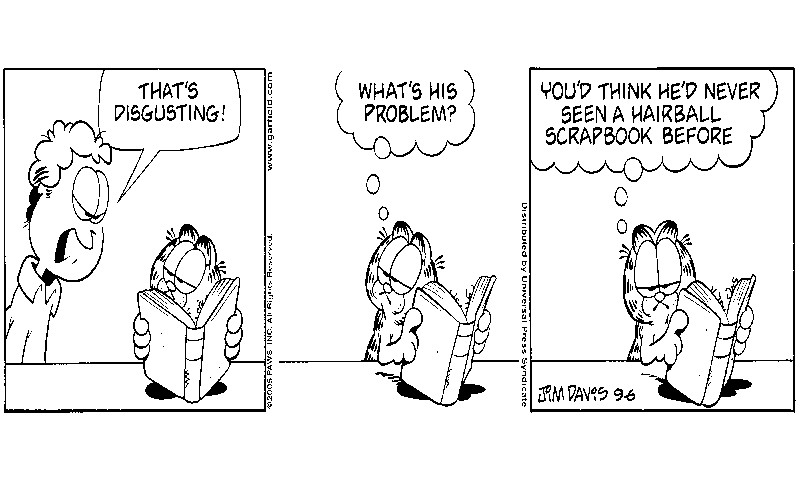 THAT'S
DISGUSTING!
www.garfield.com
©2005 PAWS, INC. All Rights Reserved.
WHAT'S HIS
PROBLEM?
Distributed by Universal Press Syndicate
YOU'D THINK HE'D NEVER
SEEN A HAIRBALL
SCRAPBOOK BEFORE
JIM DAVIS 9-6